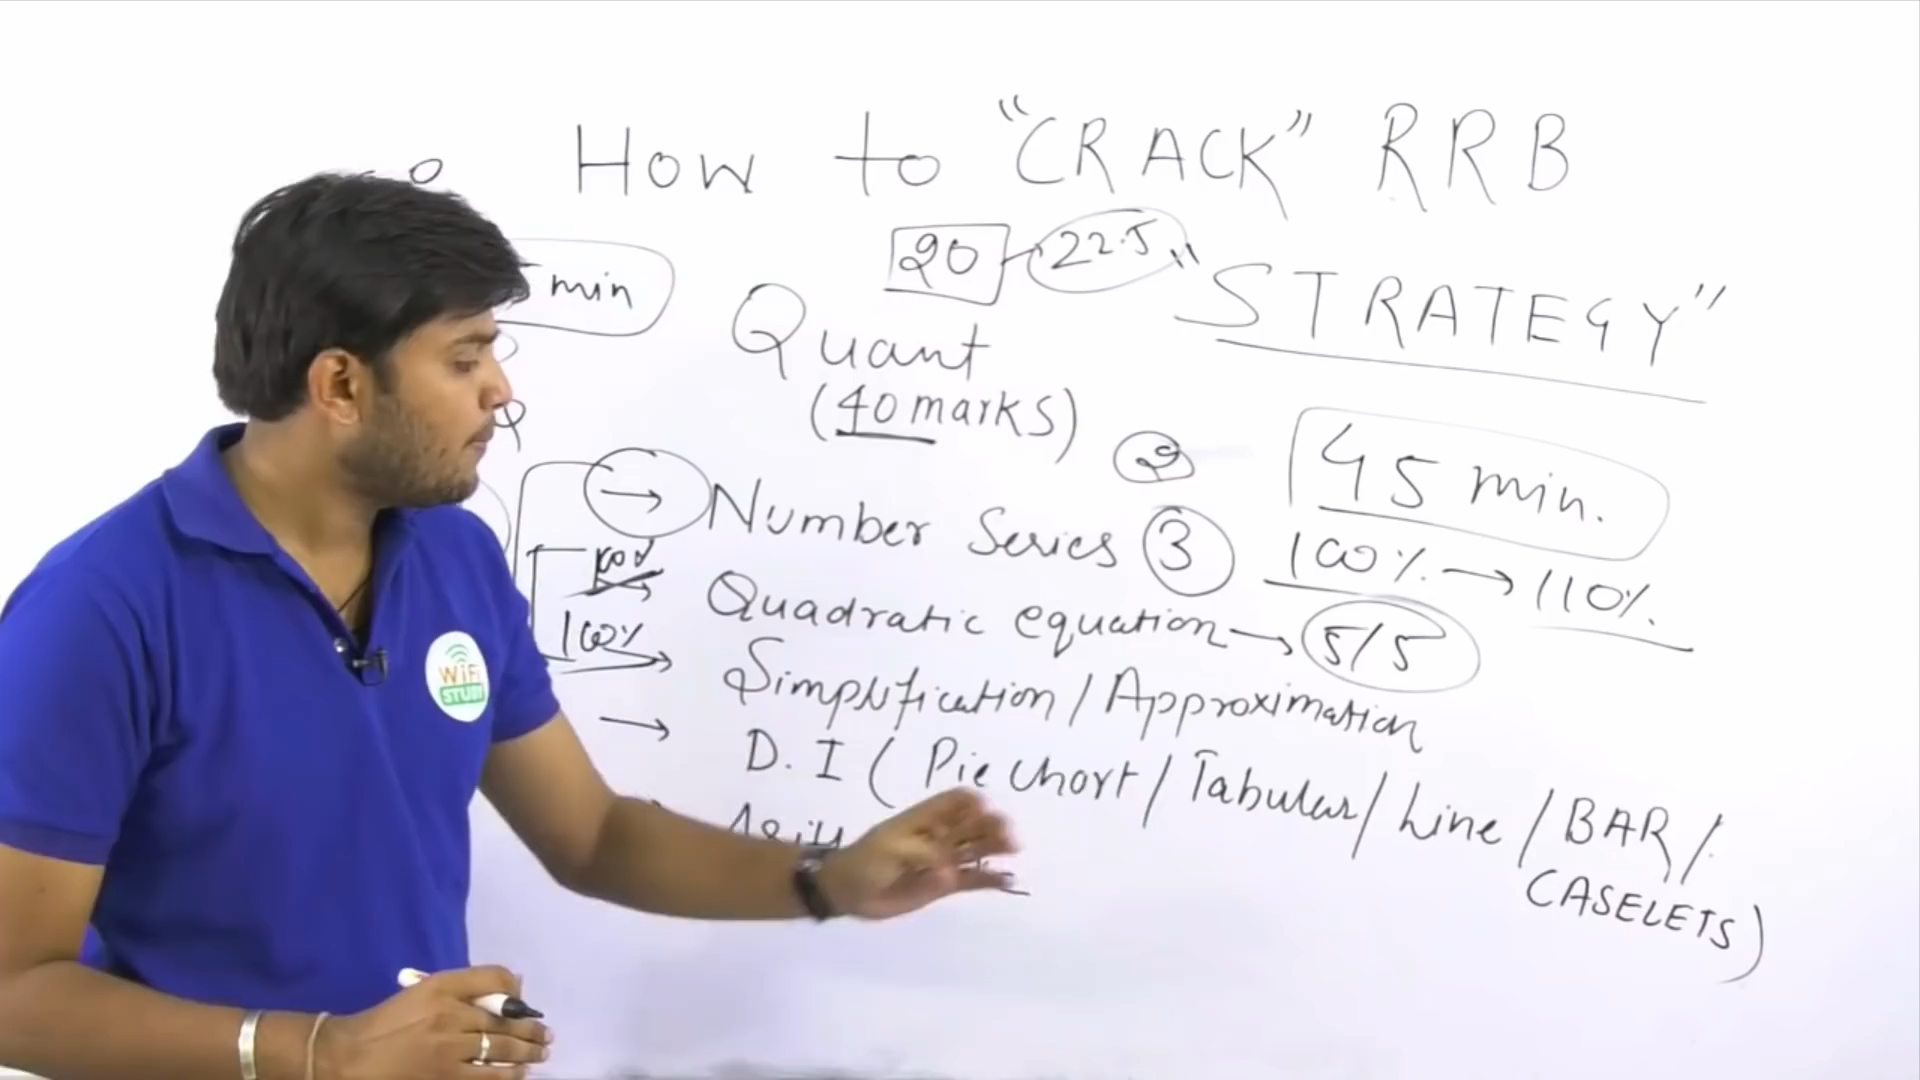 How to "CRACK" RRB
20 22.5
"STRATEGY"
min
Quant
(40 marks)
2
45 min.
→ Number Series 3
100% → 110%
Quadratic equation → 5/5
100%
→ Simplification / Approximation
→ D.I ( Pie Chart / Tabular / Line / BAR /
CASELETS )
WiFi
STUDY